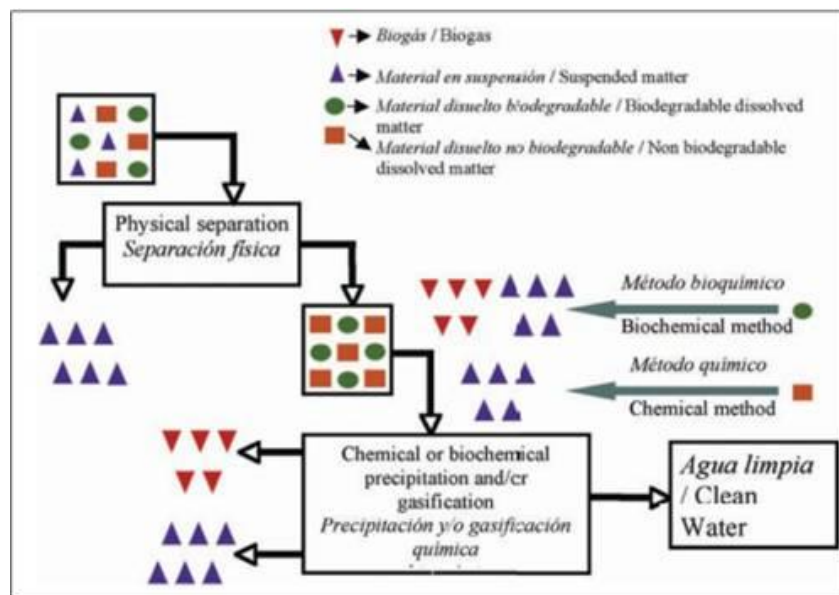 Biogás / Biogas
Material en suspensión / Suspended matter
Material disuelto biodegradable / Biodegradable dissolved
matter
Material disuelto no biodegradable / Non biodegradable
dissolved matter
Physical separation
Separación física
Método bioquímico
Biochemical method
Método químico
Chemical method
Chemical or biochemical
precipitation and/or
gasification
Precipitación y/o gasificación
química
Agua limpia
/ Clean
Water